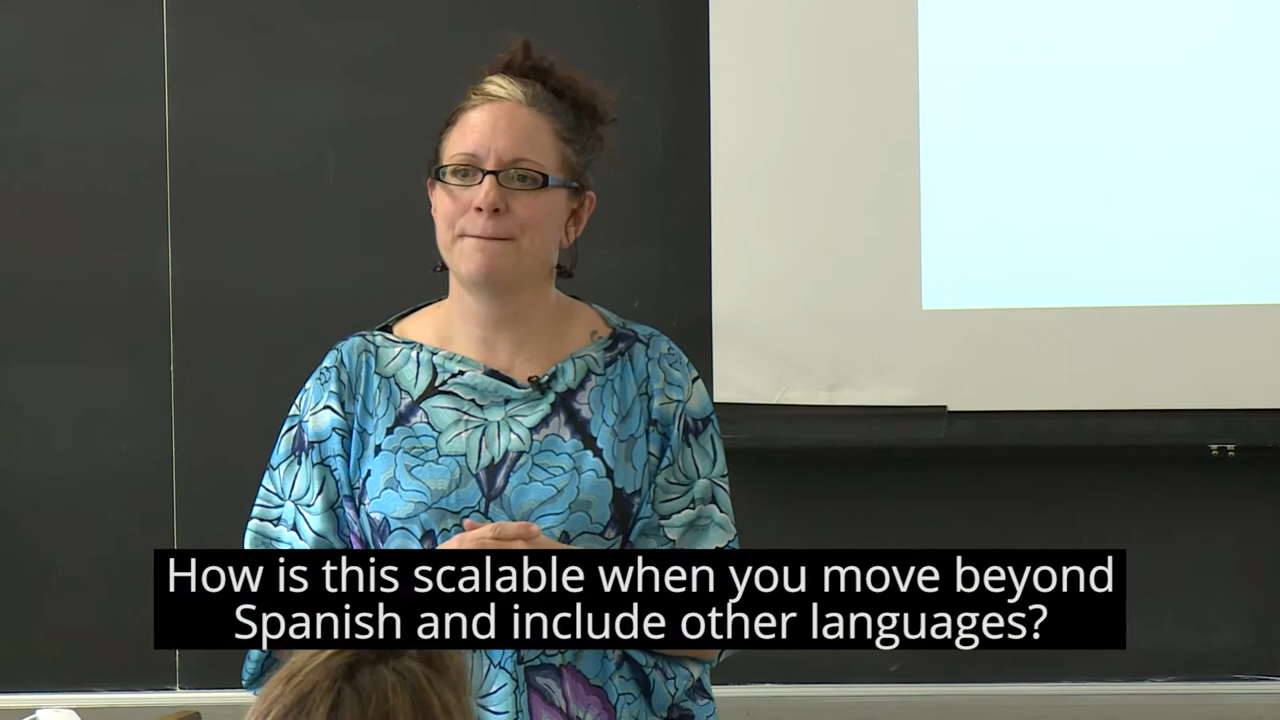 How is this scalable when you move beyond
Spanish and include other languages?